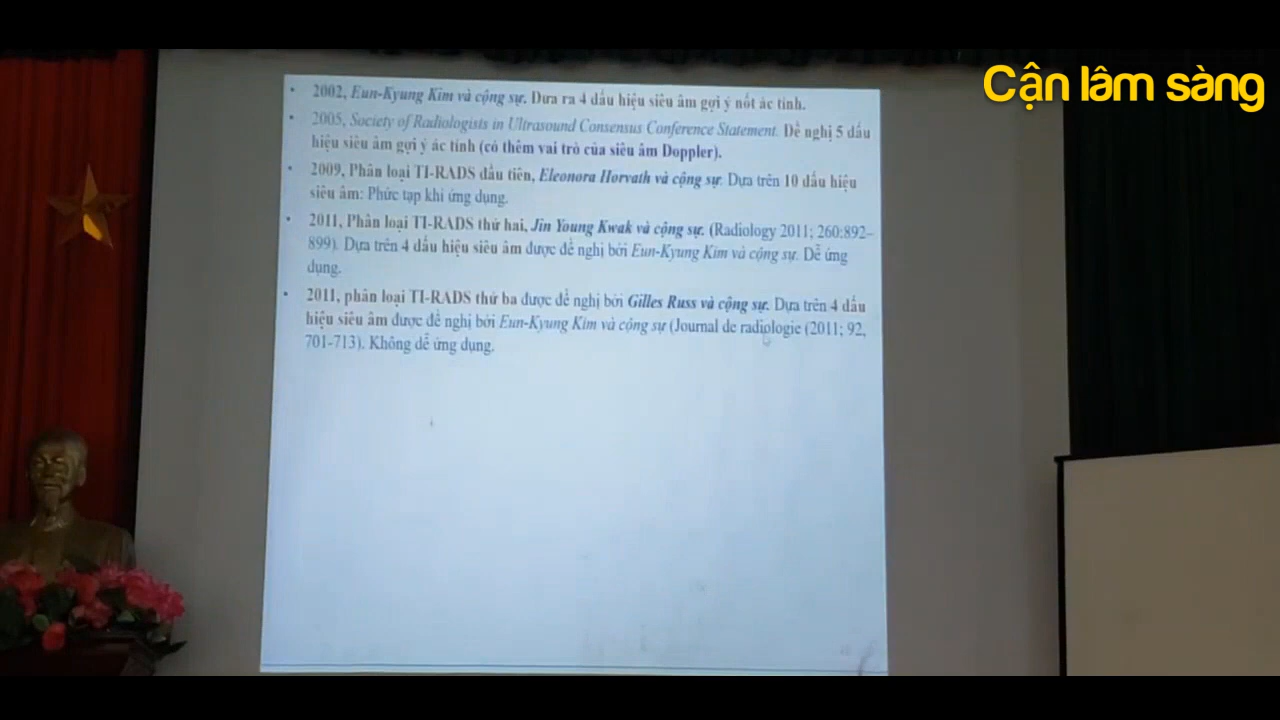 Cận lâm sàng
• 2002, Eun-Kyung Kim và cộng sự. Đưa ra 4 dấu hiệu siêu âm gợi ý nốt ác tính.
• 2005, Society of Radiologists in Ultrasound Consensus Conference Statement. Đề nghị 5 dấu
hiệu siêu âm gợi ý ác tính (có thêm vai trò của siêu âm Doppler).
• 2009, Phân loại TI-RADS đầu tiên, Eleonora Horvath và cộng sự. Dựa trên 10 dấu hiệu
siêu âm: Phức tạp khi ứng dụng.
• 2011, Phân loại TI-RADS thứ hai, Jin Young Kwak và cộng sự. (Radiology 2011; 260:892–
899). Dựa trên 4 dấu hiệu siêu âm được đề nghị bởi Eun-Kyung Kim và cộng sự. Dễ ứng
dụng.
• 2011, phân loại TI-RADS thứ ba được đề nghị bởi Gilles Russ và cộng sự. Dựa trên 4 dấu
hiệu siêu âm được đề nghị bởi Eun-Kyung Kim và cộng sự (Journal de radiologie (2011; 92,
701-713). Không dễ ứng dụng.